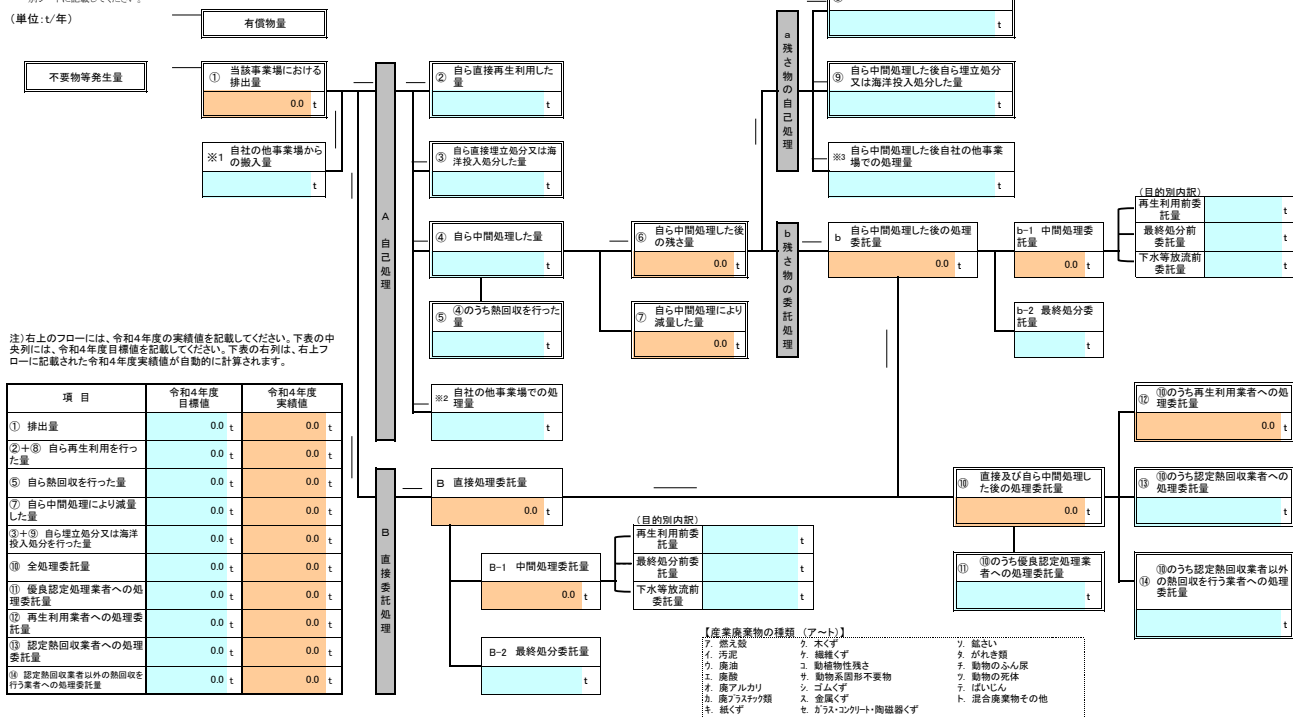 (単位:t/年)
有償物量
不要物等発生量
① 当該事業場における
排出量
0.0 t
※1 自社の他事業場から
の搬入量
t
A 自己処理
② 自ら直接再生利用した
量
t
③ 自ら直接埋立処分又は海
洋投入処分した量
t
④ 自ら中間処理した量
t
⑤ ④のうち熱回収を行った
量
t
※2 自社の他事業場での処
理量
t
⑥ 自ら中間処理した後
の残さ量
0.0 t
⑦ 自ら中間処理により
減量した量
0.0 t
a 残さ物の自己処理
t
⑨ 自ら中間処理した後自ら埋立処分
又は海洋投入処分した量
t
※3 自ら中間処理した後自社の他事業
場での処理量
t
b 残さ物の委託処理
b 自ら中間処理した後の処理
委託量
0.0 t
b-1 中間処理委
託量
0.0 t
b-2 最終処分委
託量
t
(目的別内訳)
再生利用前委
託量
t
最終処分前
委託量
t
下水等放流前
委託量
t
注)右上のフローには、令和4年度の実績値を記載してください。下表の中
央列には、令和4年度目標値を記載してください。下表の右列は、右上フ
ローに記載された令和4年度実績値が自動的に計算されます。
項 目 令和4年度
目標値 令和4年度
実績値
① 排出量 0.0 t 0.0 t
②+⑧ 自ら再生利用を行っ
た量 0.0 t 0.0 t
⑤ 自ら熱回収を行った量 0.0 t 0.0 t
⑦ 自ら中間処理により減量
した量 0.0 t 0.0 t
③+⑨ 自ら埋立処分又は海洋
投入処分を行った量 0.0 t 0.0 t
⑩ 全処理委託量 0.0 t 0.0 t
⑪ 優良認定処理業者への処
理委託量 0.0 t 0.0 t
⑫ 再生利用業者への処理委
託量 0.0 t 0.0 t
⑬ 認定熱回収業者への処理
委託量 0.0 t 0.0 t
⑭ 認定熱回収業者以外の熱回収を
行う業者への処理委託量 0.0 t 0.0 t
B 直接委託処理
B 直接処理委託量
0.0 t
B-1 中間処理委託量
0.0 t
B-2 最終処分委託量
t
(目的別内訳)
再生利用前委
託量
t
最終処分前委
託量
t
下水等放流前
委託量
t
⑩ 直接及び自ら中間処理し
た後の処理委託量
0.0 t
⑪ ⑩のうち優良認定処理業
者への処理委託量
t
⑫ ⑩のうち再生利用業者への処
理委託量
0.0 t
⑬ ⑩のうち認定熱回収業者への
処理委託量
t
⑭ ⑩のうち認定熱回収業者以外
の熱回収を行う業者への処理
委託量
t
【産業廃棄物の種類 (ア~ト)】
ア. 燃え殻 ク. 木くず ソ. 鉱さい
イ. 汚泥 ケ. 繊維くず タ. がれき類
ウ. 廃油 コ. 動植物性残さ チ. 動物のふん尿
エ. 廃酸 サ. 動物系固形不要物 ツ. 動物の死体
オ. 廃アルカリ シ. ゴムくず テ. ばいじん
カ. 廃プラスチック類 ス. 金属くず ト. 混合廃棄物その他
キ. 紙くず セ. ガラス・コンクリート・陶磁器くず